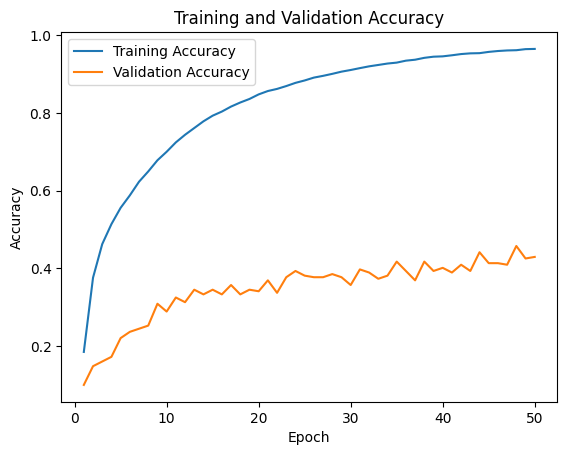 Training and Validation Accuracy
Training Accuracy
Validation Accuracy
Accuracy
1.0
0.8
0.6
0.4
0.2
0
10
20
30
40
50
Epoch